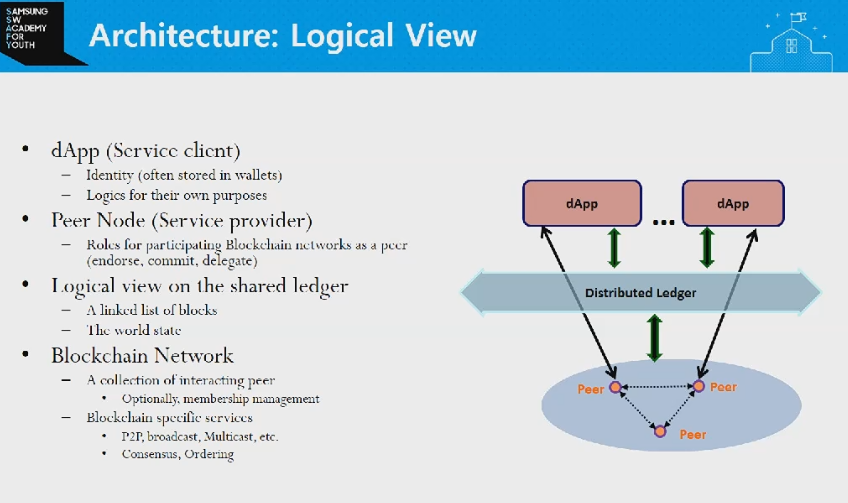 SAMSUNG
SW
ACADEMY
FOR
YOUTH
Architecture: Logical View
• dApp (Service client)
– Identity (often stored in wallets)
– Logics for their own purposes
• Peer Node (Service provider)
– Roles for participating Blockchain networks as a peer
(endorse, commit, delegate)
• Logical view on the shared ledger
– A linked list of blocks
– The world state
• Blockchain Network
– A collection of interacting peer
• Optionally, membership management
– Blockchain specific services
• P2P, broadcast, Multicast, etc.
• Consensus, Ordering
dApp ... dApp
Distributed Ledger
Peer
Peer
Peer